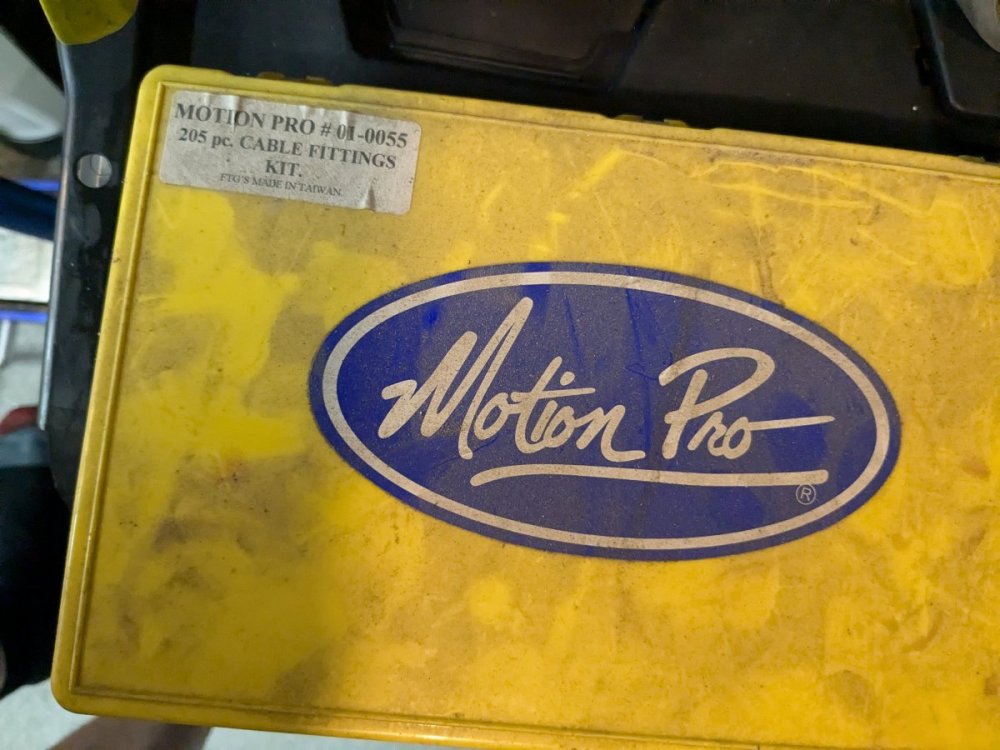 MOTION PRO # 01-0055
205 pc. CABLE FITTINGS
KIT.
FTG'S MADE IN TAIWAN
Motion Pro
®